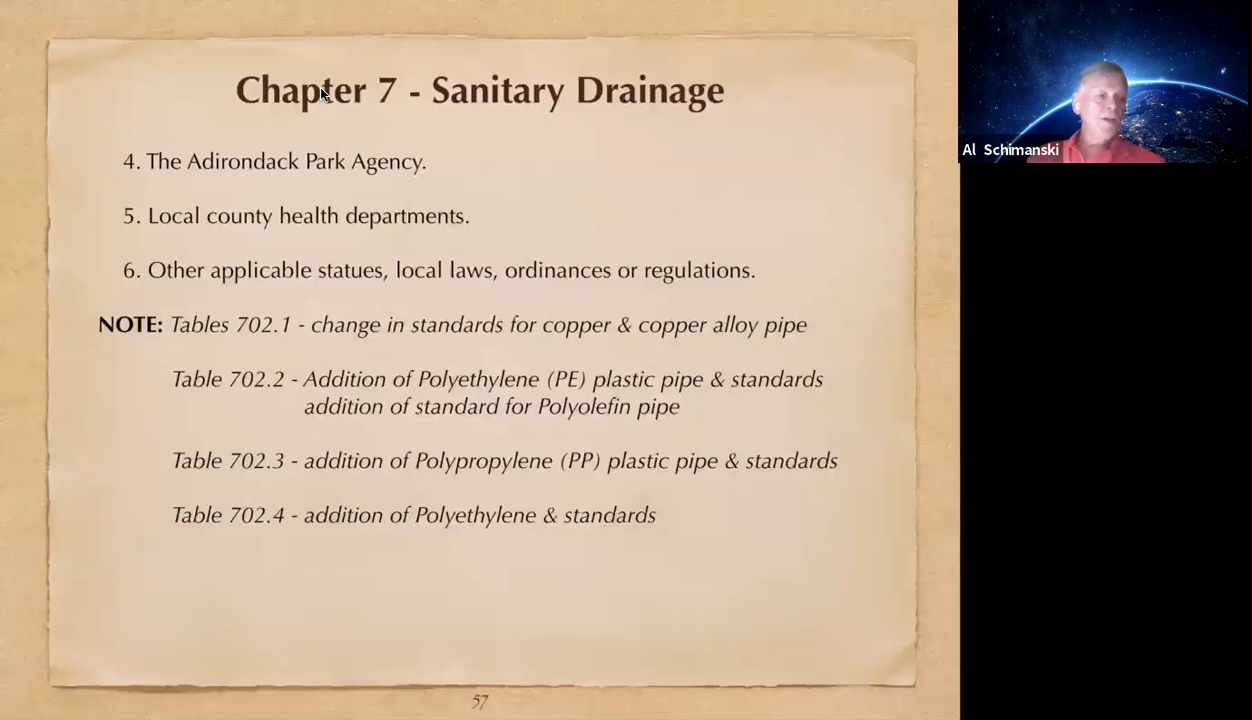 Chapter 7 - Sanitary Drainage
4. The Adirondack Park Agency.
5. Local county health departments.
6. Other applicable statues, local laws, ordinances or regulations.
NOTE: Tables 702.1 - change in standards for copper & copper alloy pipe
Table 702.2 - Addition of Polyethylene (PE) plastic pipe & standards
addition of standard for Polyolefin pipe
Table 702.3 - addition of Polypropylene (PP) plastic pipe & standards
Table 702.4 - addition of Polyethylene & standards
57
Al Schimanski